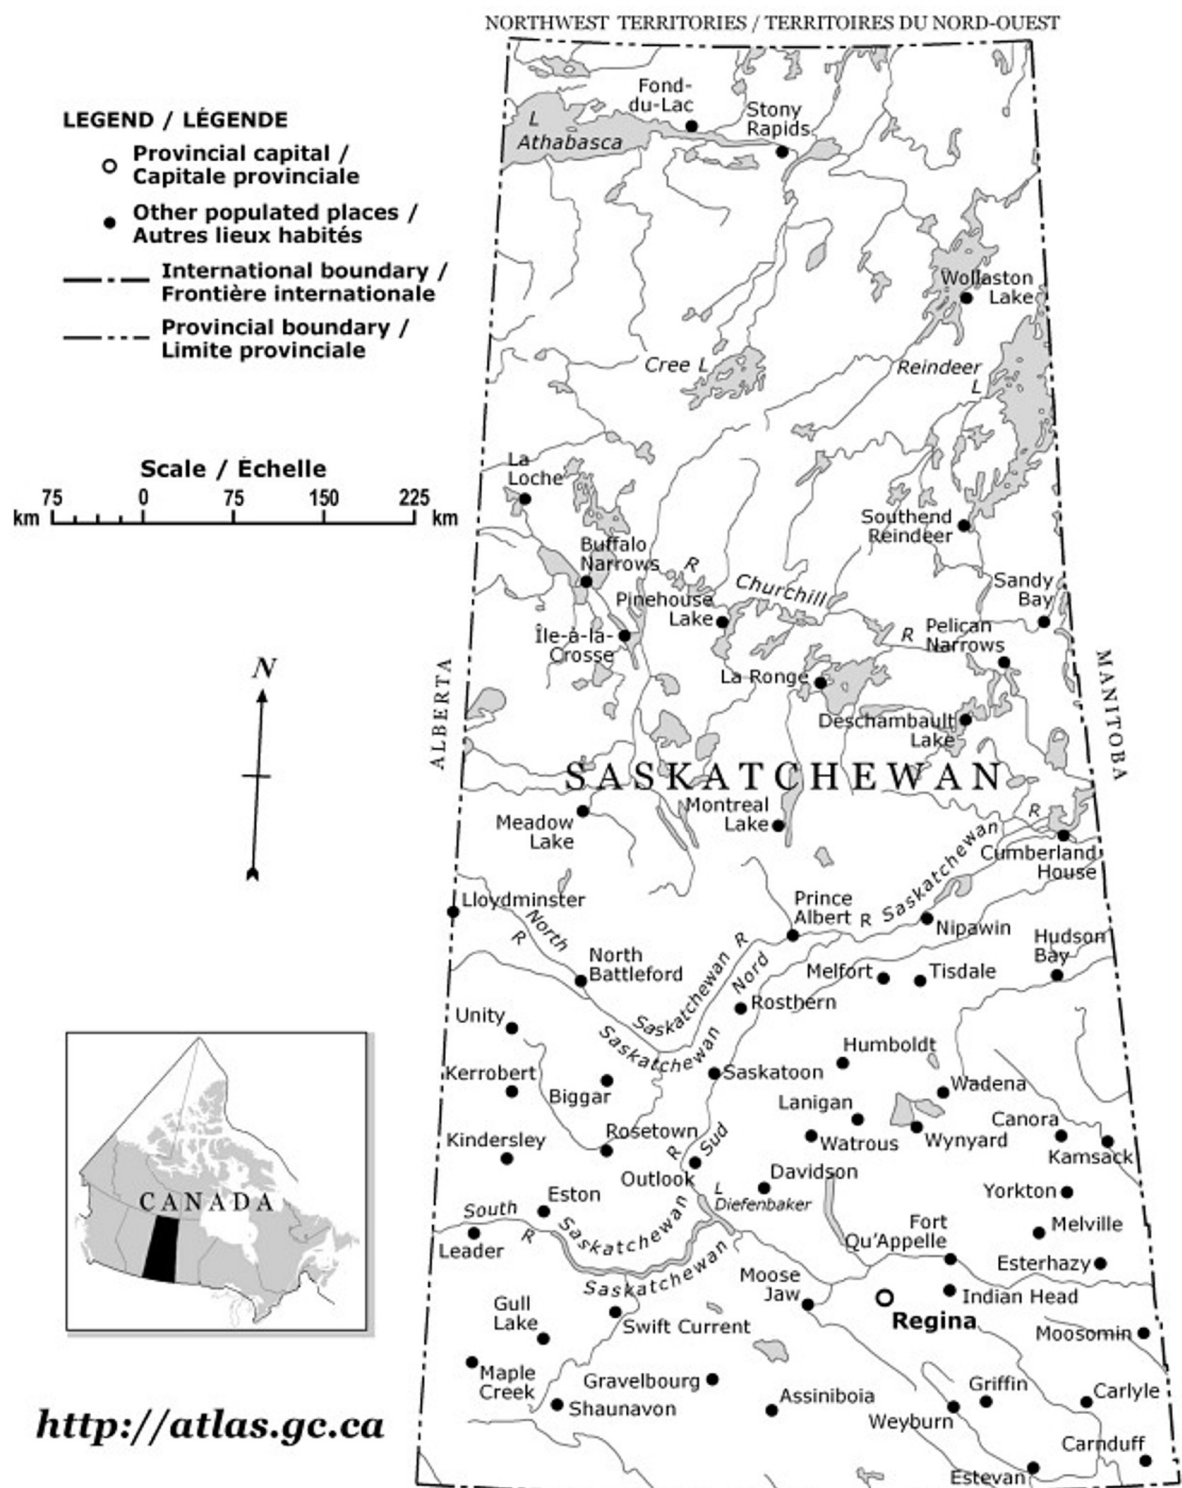 NORTHWEST TERRITORIES / TERRITOIRES DU NORD-OUEST
LEGEND / LÉGENDE
Provincial capital /
Capitale provinciale
Other populated places /
Autres lieux habités
International boundary /
Frontière internationale
Provincial boundary /
Limite provinciale
Scale / Échelle
75 0 75 150 225
km km
N
CANADA
http://atlas.gc.ca
ALBERTA
MANITOBA
SASKATCHEWAN
Fond-
du-Lac
Stony
Rapids
L
Athabasca
Wollaston
Lake
Cree L
Reindeer
L
La
Loche
Southend
Reindeer
Buffalo
Narrows
R
Churchill
R
Sandy
Bay
Pinehouse
Lake
Pelican
Narrows
Île-à-la-
Crosse
La Ronge
Deschambault
Lake
Montreal
Lake
Meadow
Lake
R
Saskatchewan
R
Cumberland
House
Lloydminster
North
R
Prince
Albert
Nipawin
Hudson
Bay
North
Battleford
Saskatchewan R
Nord
Saskatchewan
Melfort
Tisdale
Rosthern
Unity
Humboldt
Kerrobert
Biggar
Saskatoon
Wadena
Lanigan
Canora
Kindersley
Rosetown
Watrous
Wynyard
Kamsack
Sud
R
Outlook
Davidson
L
Diefenbaker
Yorkton
Eston
South
R
Saskatchewan
Saskatchewan
Leader
Fort
Qu'Appelle
Melville
Esterhazy
Moose
Jaw
Indian Head
Regina
Gull
Lake
Swift Current
Moosomin
Maple
Creek
Gravelbourg
Shaunavon
Assiniboia
Griffin
Carlyle
Weyburn
Carnduff
Estevan